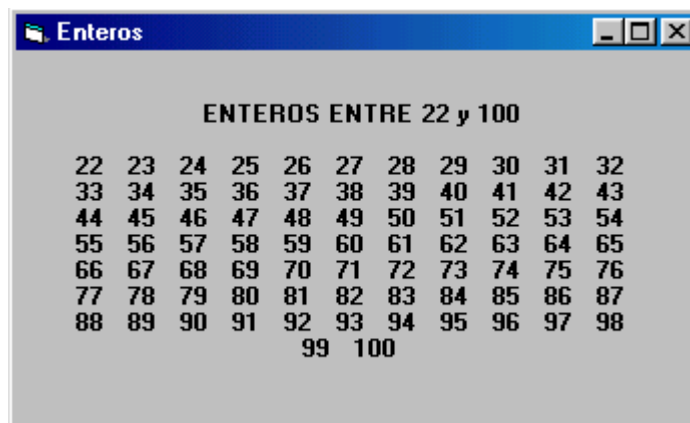 Enteros
ENTEROS ENTRE 22 y 100
22 23 24 25 26 27 28 29 30 31 32
33 34 35 36 37 38 39 40 41 42 43
44 45 46 47 48 49 50 51 52 53 54
55 56 57 58 59 60 61 62 63 64 65
66 67 68 69 70 71 72 73 74 75 76
77 78 79 80 81 82 83 84 85 86 87
88 89 90 91 92 93 94 95 96 97 98
99 100